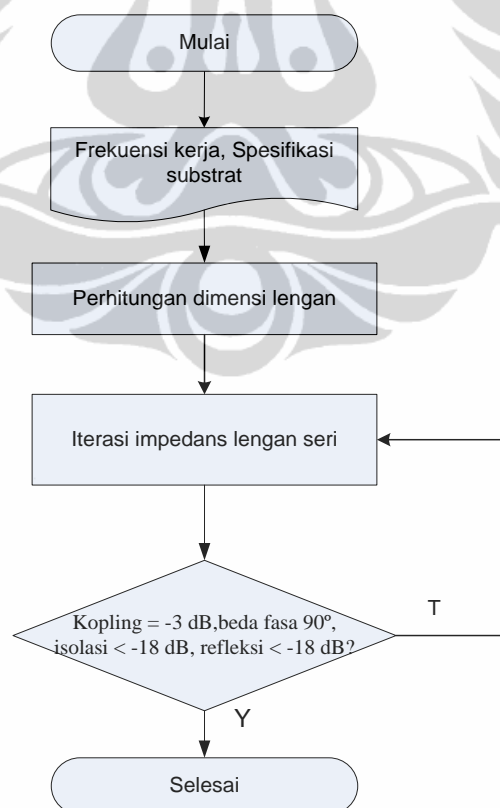 Mulai
Frekuensi kerja, Spesifikasi
substrat
Perhitungan dimensi lengan
Iterasi impedans lengan seri
Kopling = -3 dB,beda fasa 90º,
isolasi < -18 dB, refleksi < -18 dB?
T
Y
Selesai